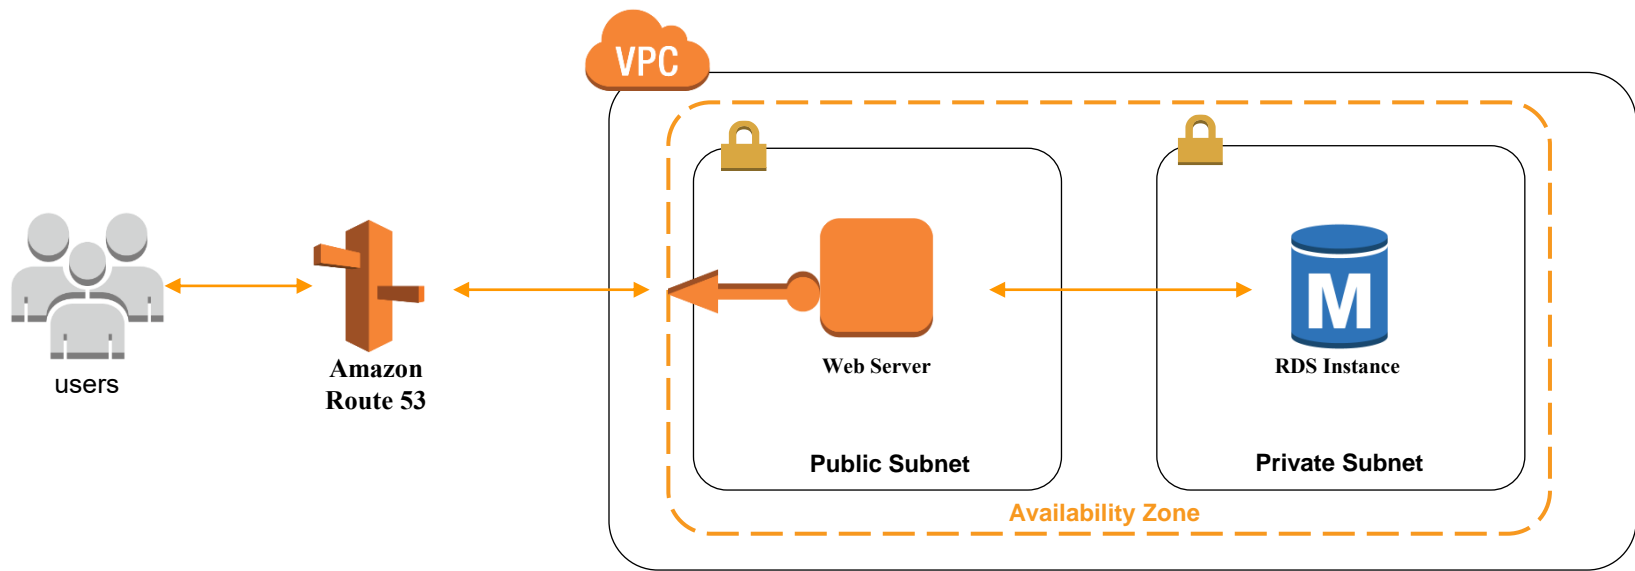 VPC
users
Amazon
Route 53
Web Server
Public Subnet
M
RDS Instance
Private Subnet
Availability Zone